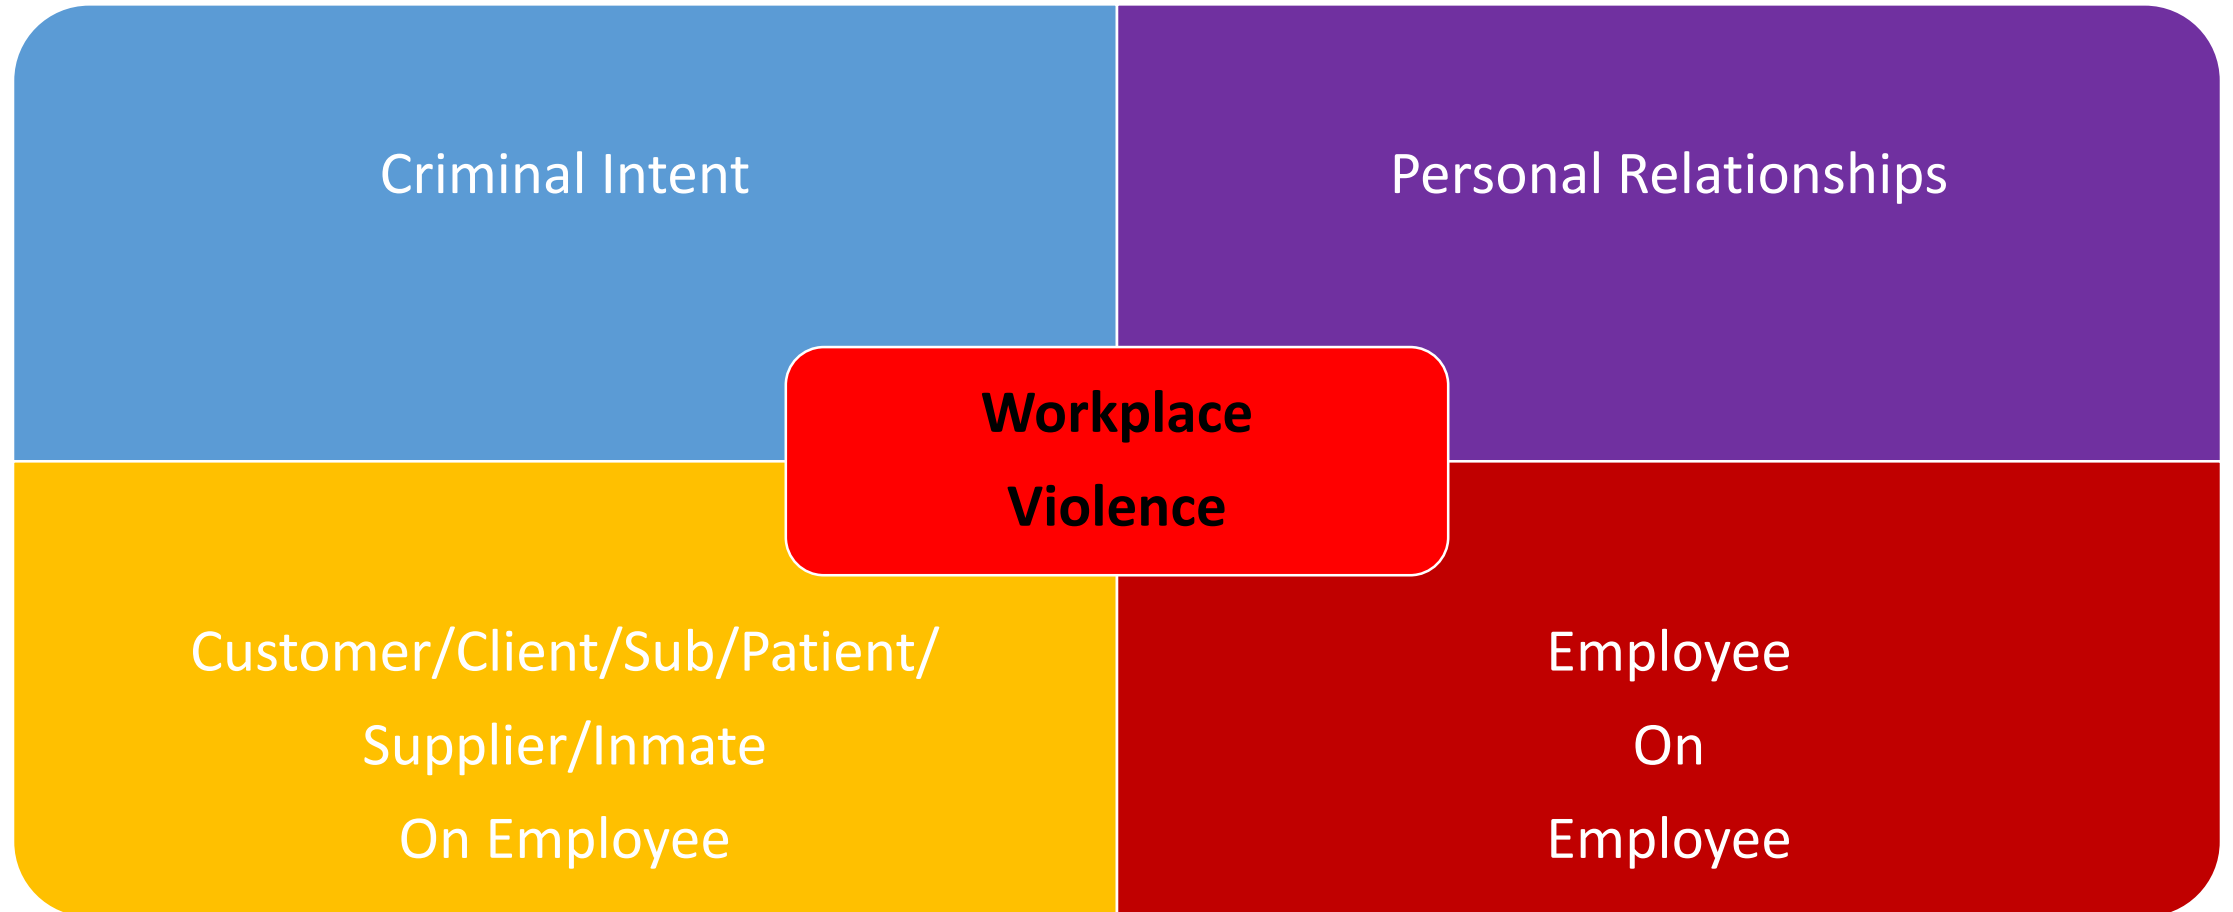 Criminal Intent
Personal Relationships
Workplace
Violence
Customer/Client/Sub/Patient/
Supplier/Inmate
On Employee
Employee
On
Employee